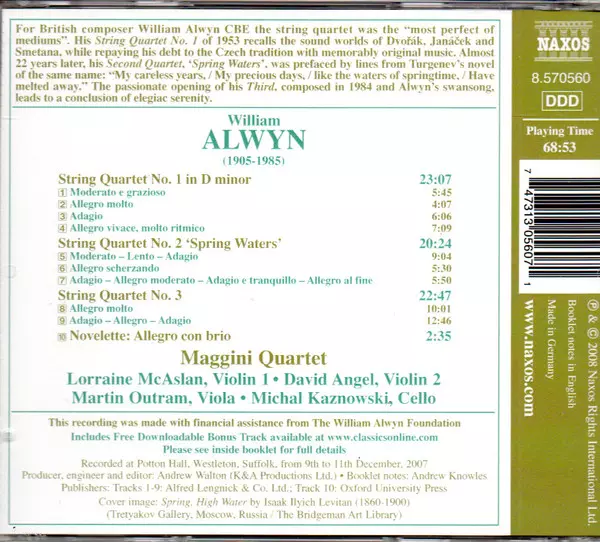 For British composer William Alwyn CBE the string quartet was the “most perfect of
mediums”. His String Quartet No. 1 of 1953 recalls the sound worlds of Dvořák, Janáček and
Smetana, while repaying his debt to the Czech tradition with memorably original music. Almost
22 years later, his Second Quartet, ‘Spring Waters’, was prefaced by lines from Turgenev’s novel
of the same name: “My careless years, / My precious days, / like the waters of springtime, / Have
melted away.” The passionate opening of his Third, composed in 1984 and Alwyn’s swansong,
leads to a conclusion of elegiac serenity.
William
ALWYN
(1905-1985)
String Quartet No. 1 in D minor 23:07
1 Moderato e grazioso 5:45
2 Allegro molto 4:07
3 Adagio 6:06
4 Allegro vivace, molto ritmico 7:09
String Quartet No. 2 ‘Spring Waters’ 20:24
5 Moderato – Lento – Adagio 9:04
6 Allegro scherzando 5:30
7 Adagio – Allegro moderato – Adagio e tranquillo – Allegro al fine 5:50
String Quartet No. 3 22:47
8 Allegro molto 10:01
9 Adagio – Allegro – Adagio 12:46
10 Novelette: Allegro con brio 2:35
Maggini Quartet
Lorraine McAslan, Violin 1 • David Angel, Violin 2
Martin Outram, Viola • Michal Kaznowski, Cello
This recording was made with financial assistance from The William Alwyn Foundation
Includes Free Downloadable Bonus Track available at www.classicsonline.com.
Please see inside booklet for full details
Recorded at Potton Hall, Westleton, Suffolk, from 9th to 11th December, 2007
Producer, engineer and editor: Andrew Walton (K&A Productions Ltd.) • Booklet notes: Andrew Knowles
Publishers: Tracks 1-9: Alfred Lengnick & Co. Ltd.; Track 10: Oxford University Press
Cover image: Spring, High Water by Isaak Ilyich Levitan (1860-1900)
(Tretyakov Gallery, Moscow, Russia / The Bridgeman Art Library)
NAXOS
8.570560
DDD
Playing Time
68:53
7 47313 05607 1
℗ & © 2008 Naxos Rights International Ltd.
Booklet notes in English
Made in Germany
www.naxos.com